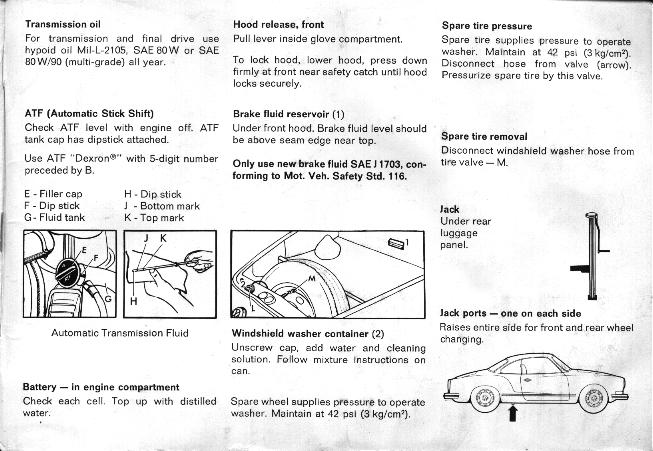 Transmission oil
For transmission and final drive use
hypoid oil Mil-L-2105, SAE 80 W or SAE
80 W/90 (multi-grade) all year.
ATF (Automatic Stick Shift)
Check ATF level with engine off. ATF
tank cap has dipstick attached.
Use ATF "Dexron®" with 5-digit number
preceded by B.
E - Filler cap
F - Dip stick
G - Fluid tank
H - Dip stick
J - Bottom mark
K - Top mark
E
F
G
J K
H
Automatic Transmission Fluid
Battery — in engine compartment
Check each cell. Top up with distilled
water.
Hood release, front
Pull lever inside glove compartment.
To lock hood, lower hood, press down
firmly at front near safety catch until hood
locks securely.
Brake fluid reservoir (1)
Under front hood. Brake fluid level should
be above seam edge near top.
Only use new brake fluid SAE J 1703, con-
forming to Mot. Veh. Safety Std. 116.
1
M
2
L
Windshield washer container (2)
Unscrew cap, add water and cleaning
solution. Follow mixture instructions on
can.
Spare wheel supplies pressure to operate
washer. Maintain at 42 psi (3 kg/cm²).
Spare tire pressure
Spare tire supplies pressure to operate
washer. Maintain at 42 psi (3 kg/cm²).
Disconnect hose from valve (arrow).
Pressurize spare tire by this valve.
Spare tire removal
Disconnect windshield washer hose from
tire valve — M.
Jack
Under rear
luggage
panel.
Jack ports — one on each side
Raises entire side for front and rear wheel
changing.